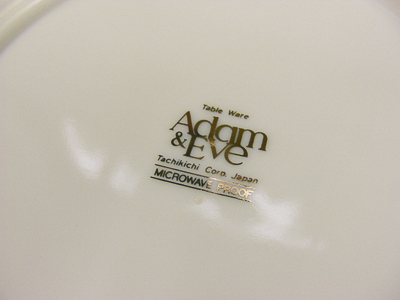 Table Ware
Adam
& Eve
Tachikichi Corp. Japan
MICROWAVE PROOF